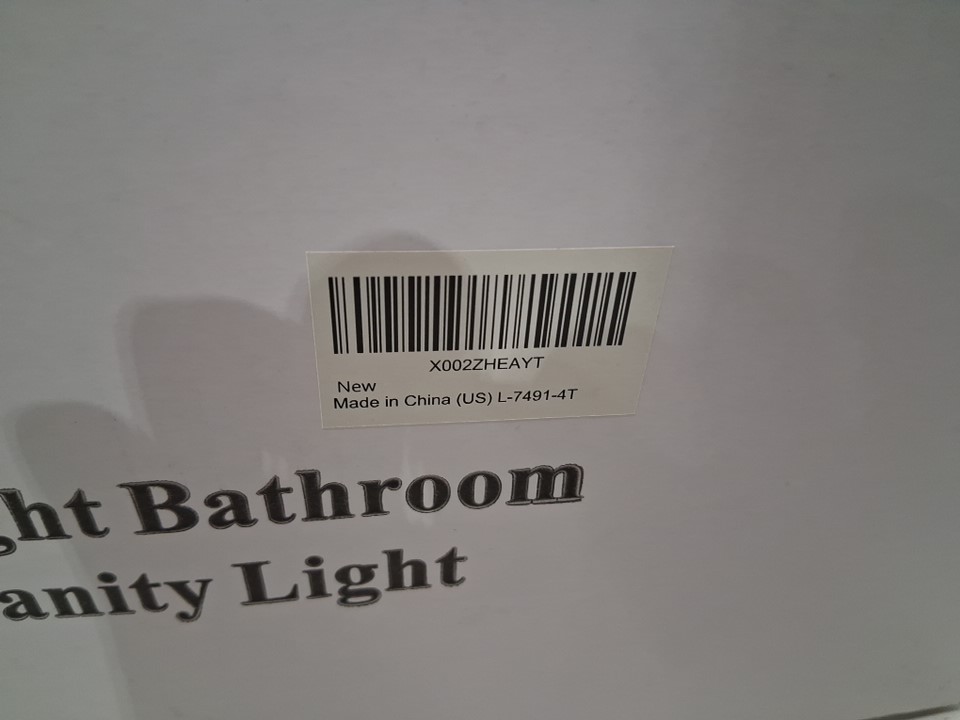 X002ZHEAYT
New
Made in China (US) L-7491-4T
ht Bathroom
anity Light